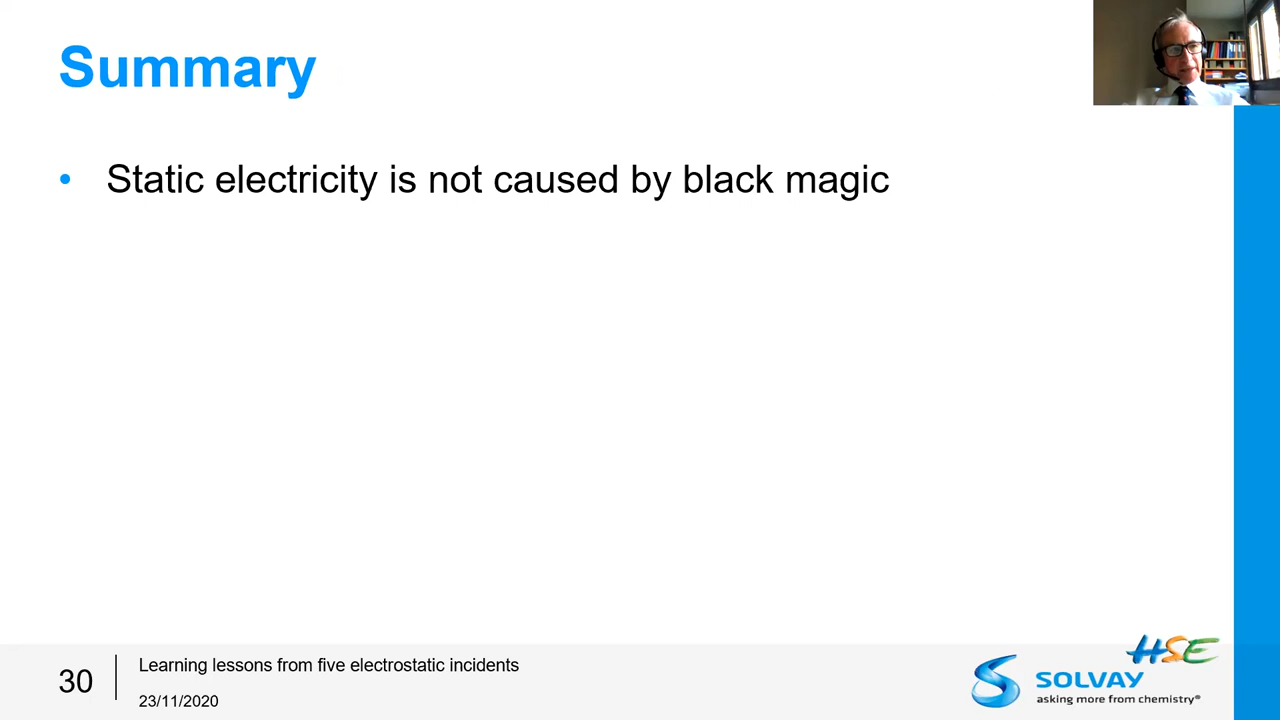 Summary
• Static electricity is not caused by black magic
30
Learning lessons from five electrostatic incidents
23/11/2020
HSE
SOLVAY
asking more from chemistry®